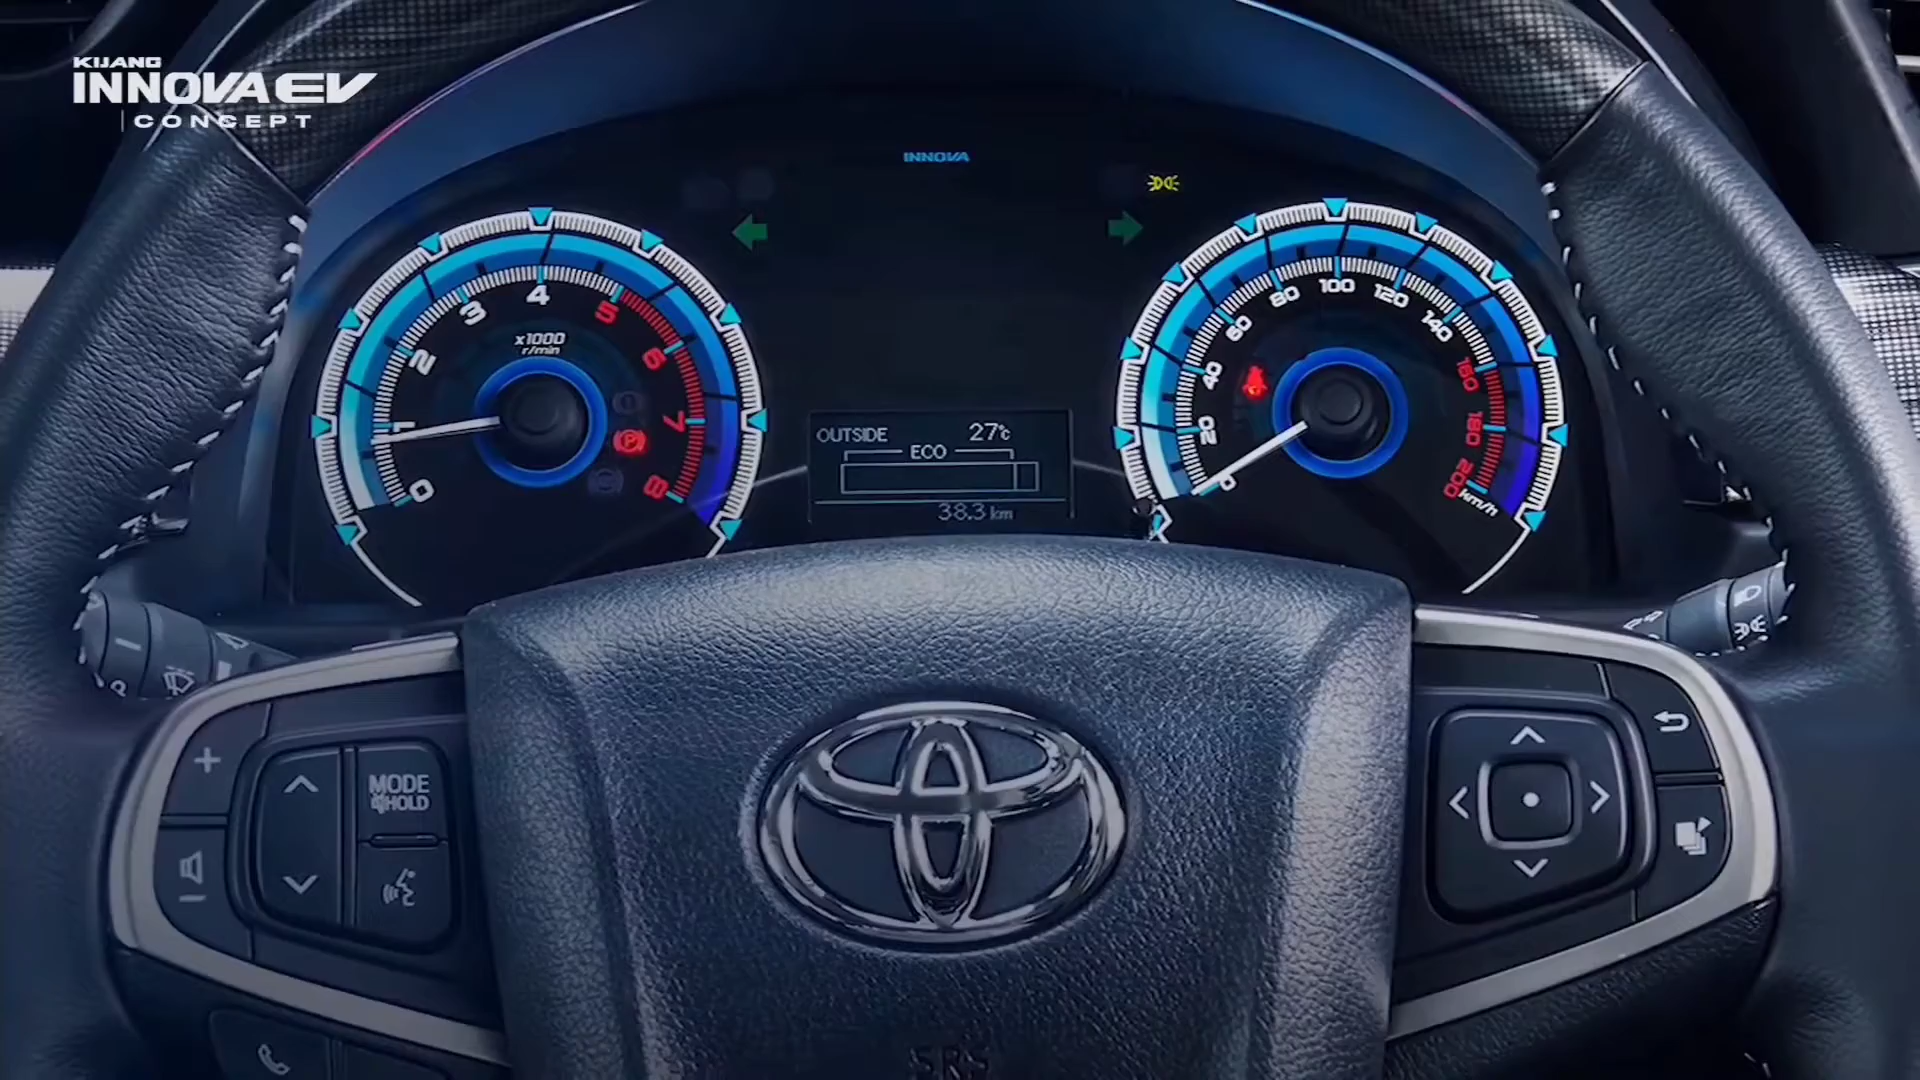 KIJANG
INNOVA EV
CONCEPT
INNOVA
0
1
2
3
4
5
6
7
8
x1000
r/min
OUTSIDE 27°C
ECO
38.3 km
0
20
40
60
80
100
120
140
160
180
200
km/h
MODE
HOLD
SRS